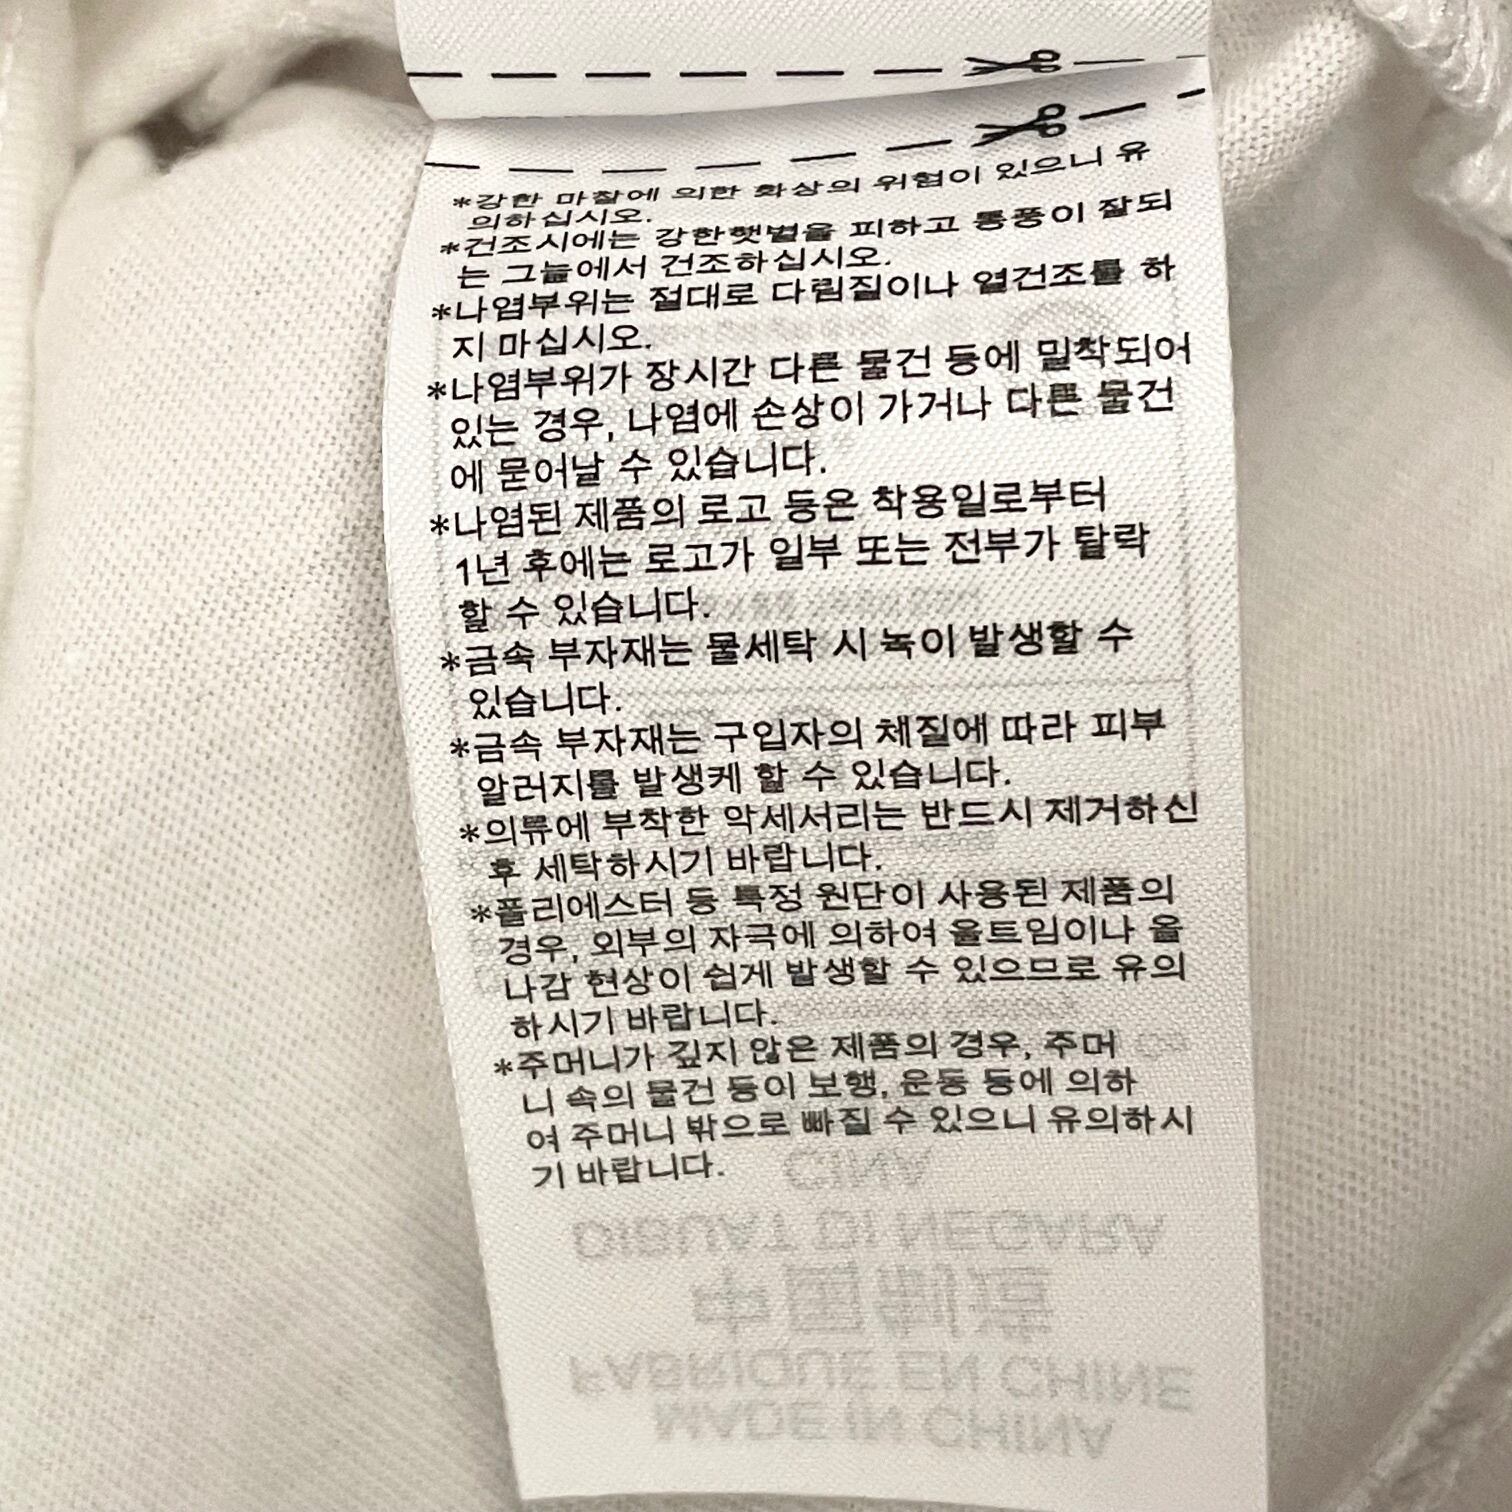 *강한 마찰에 의한 화상의 위험이 있으니 유
의하십시오.
*건조시에는 강한햇볕을 피하고 통풍이 잘되
는 그늘에서 건조하십시오.
*나염부위는 절대로 다림질이나 열건조를 하
지 마십시오.
*나염부위가 장시간 다른 물건 등에 밀착되어
있는 경우, 나염에 손상이 가거나 다른 물건
에 묻어날 수 있습니다.
*나염된 제품의 로고 등은 착용일로부터
1년 후에는 로고가 일부 또는 전부가 탈락
할 수 있습니다.
*금속 부자재는 물세탁 시 녹이 발생할 수
있습니다.
*금속 부자재는 구입자의 체질에 따라 피부
알러지를 발생케 할 수 있습니다.
*의류에 부착한 악세서리는 반드시 제거하신
후 세탁하시기 바랍니다.
*폴리에스터 등 특정 원단이 사용된 제품의
경우, 외부의 자극에 의하여 올트임이나 올
나감 현상이 쉽게 발생할 수 있으므로 유의
하시기 바랍니다.
*주머니가 깊지 않은 제품의 경우, 주머
니 속의 물건 등이 보행, 운동 등에 의하
여 주머니 밖으로 빠질 수 있으니 유의하시
기 바랍니다.
CINA
DIBUAT DI NEGARA
中国制造
FABRIQUE EN CHINE
MADE IN CHINA